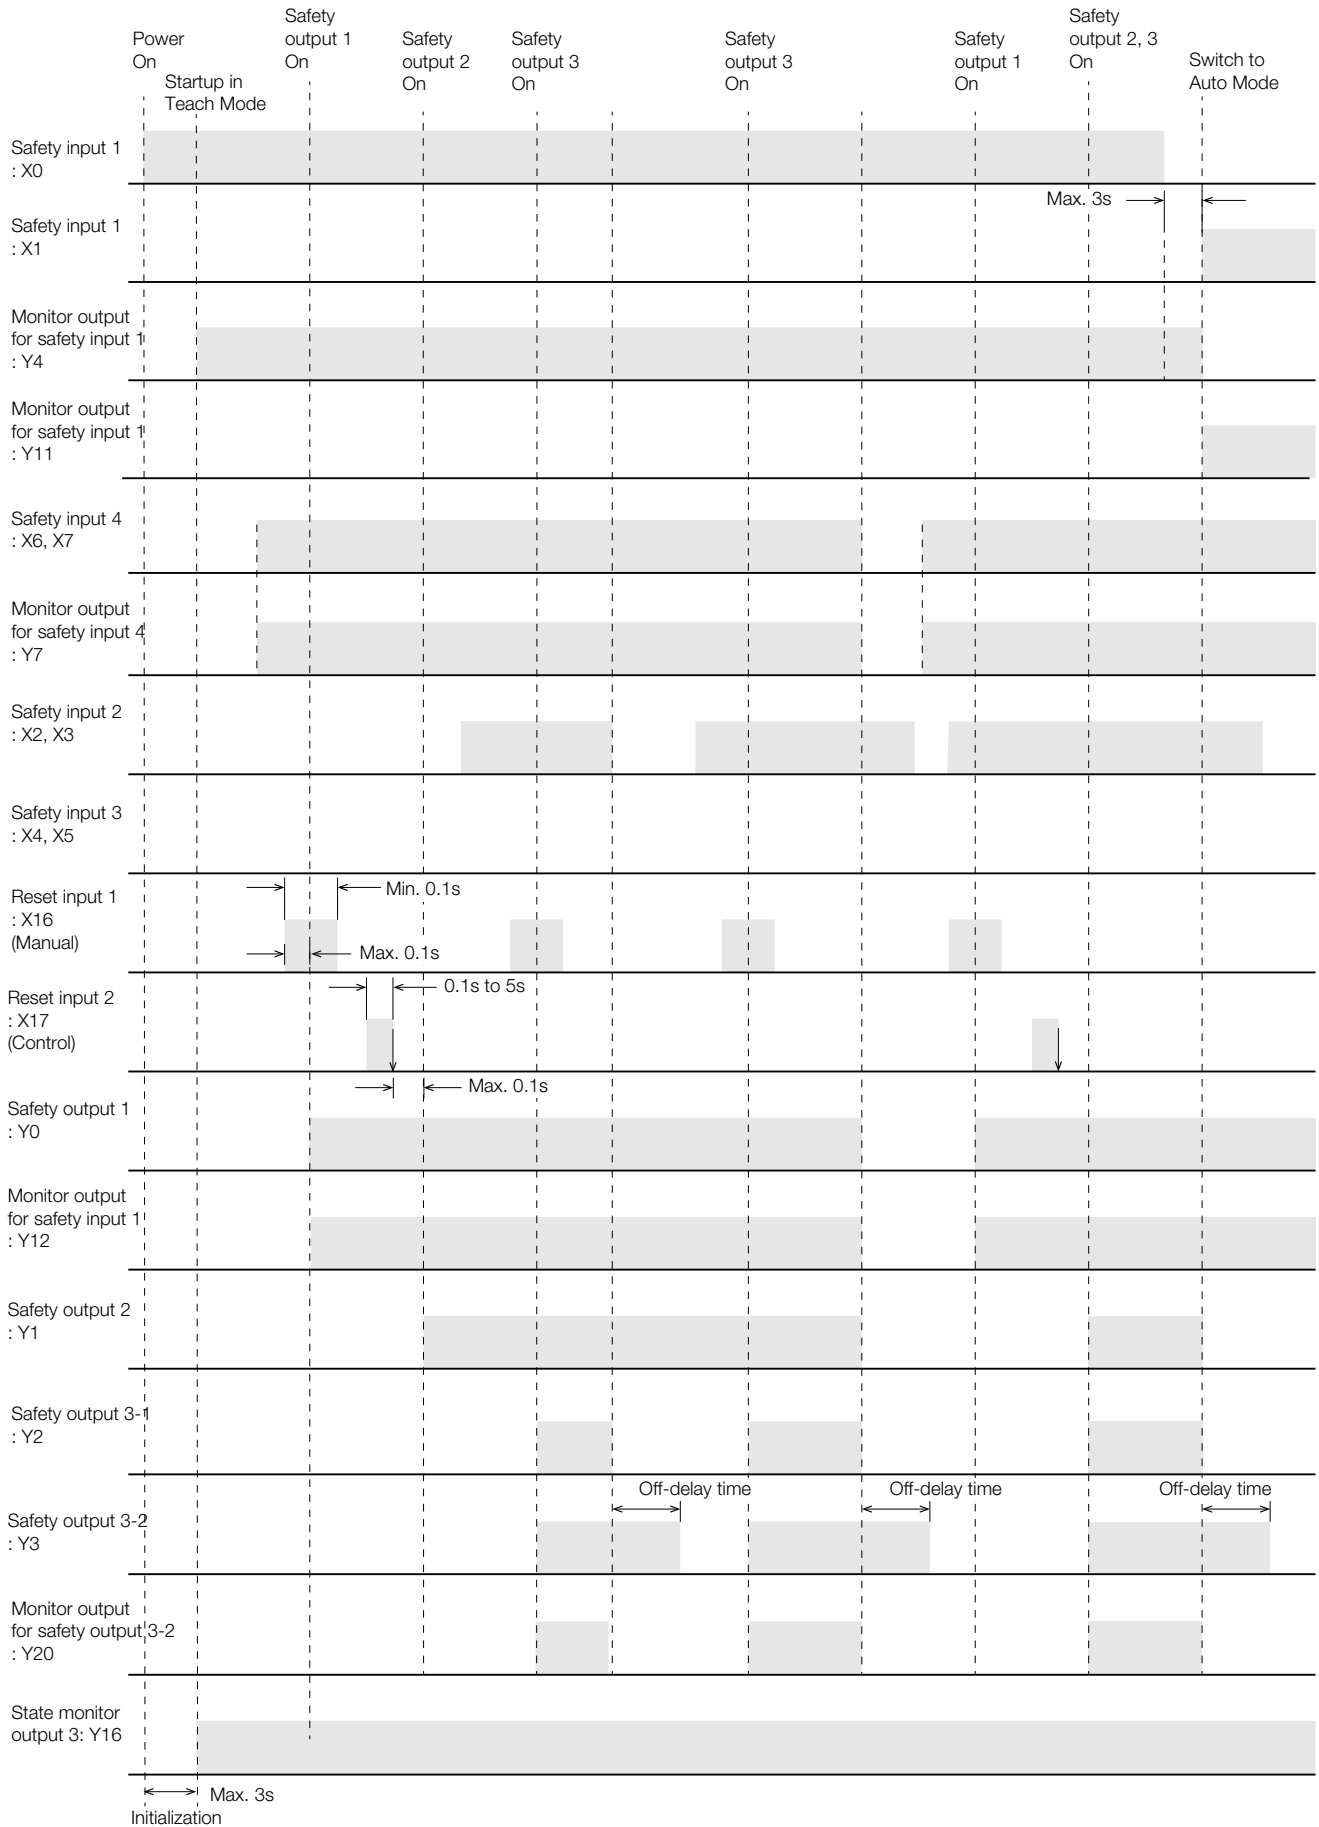 Power
On
Startup in
Teach Mode
Safety
output 1
On
Safety
output 2
On
Safety
output 3
On
Safety
output 3
On
Safety
output 1
On
Safety
output 2, 3
On
Switch to
Auto Mode
Safety input 1
: X0
Max. 3s
Safety input 1
: X1
Monitor output
for safety input 1
: Y4
Monitor output
for safety input 1
: Y11
Safety input 4
: X6, X7
Monitor output
for safety input 4
: Y7
Safety input 2
: X2, X3
Safety input 3
: X4, X5
Reset input 1
: X16
(Manual)
Min. 0.1s
Max. 0.1s
Reset input 2
: X17
(Control)
0.1s to 5s
Max. 0.1s
Safety output 1
: Y0
Monitor output
for safety input 1
: Y12
Safety output 2
: Y1
Safety output 3-1
: Y2
Off-delay time
Off-delay time
Off-delay time
Safety output 3-2
: Y3
Monitor output
for safety output 3-2
: Y20
State monitor
output 3: Y16
Max. 3s
Initialization